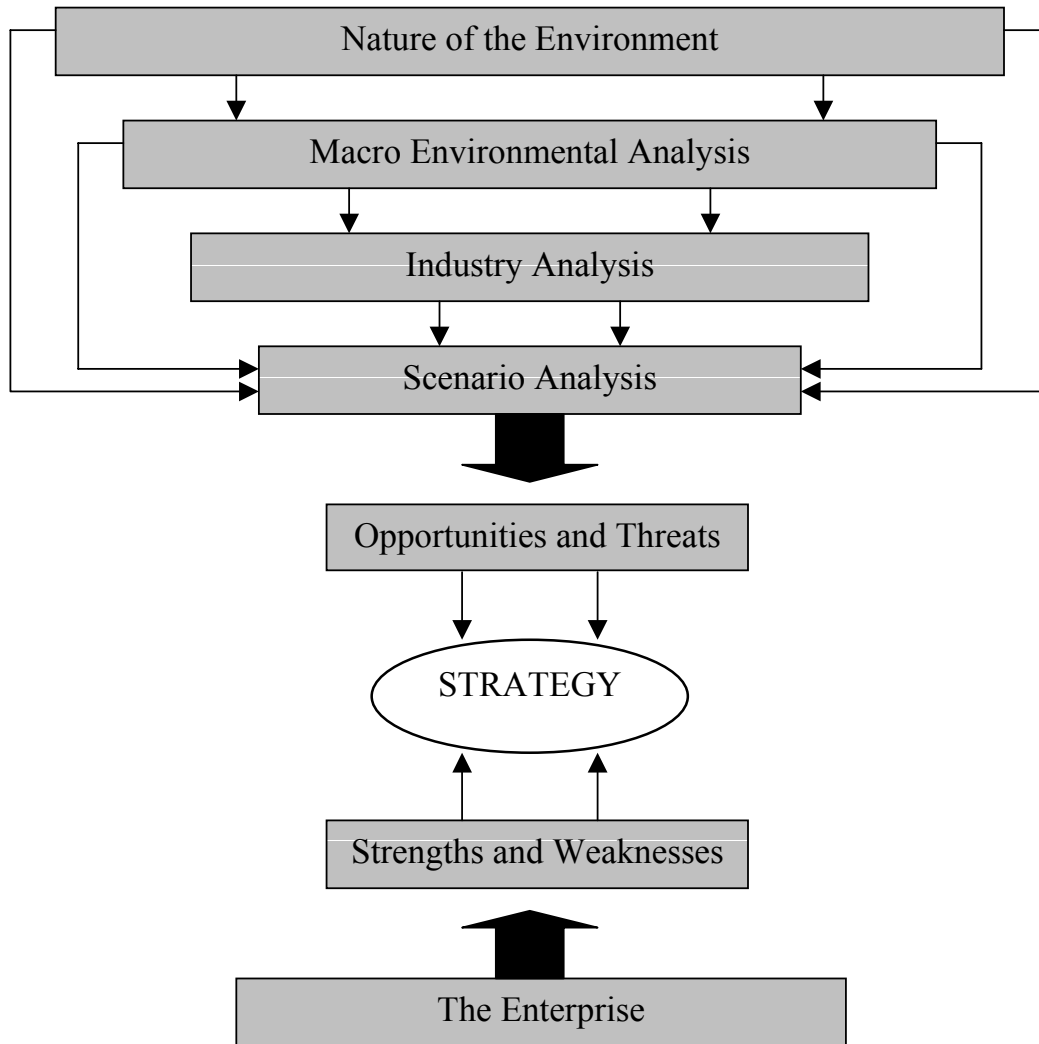 Nature of the Environment
Macro Environmental Analysis
Industry Analysis
Scenario Analysis
Opportunities and Threats
STRATEGY
Strengths and Weaknesses
The Enterprise